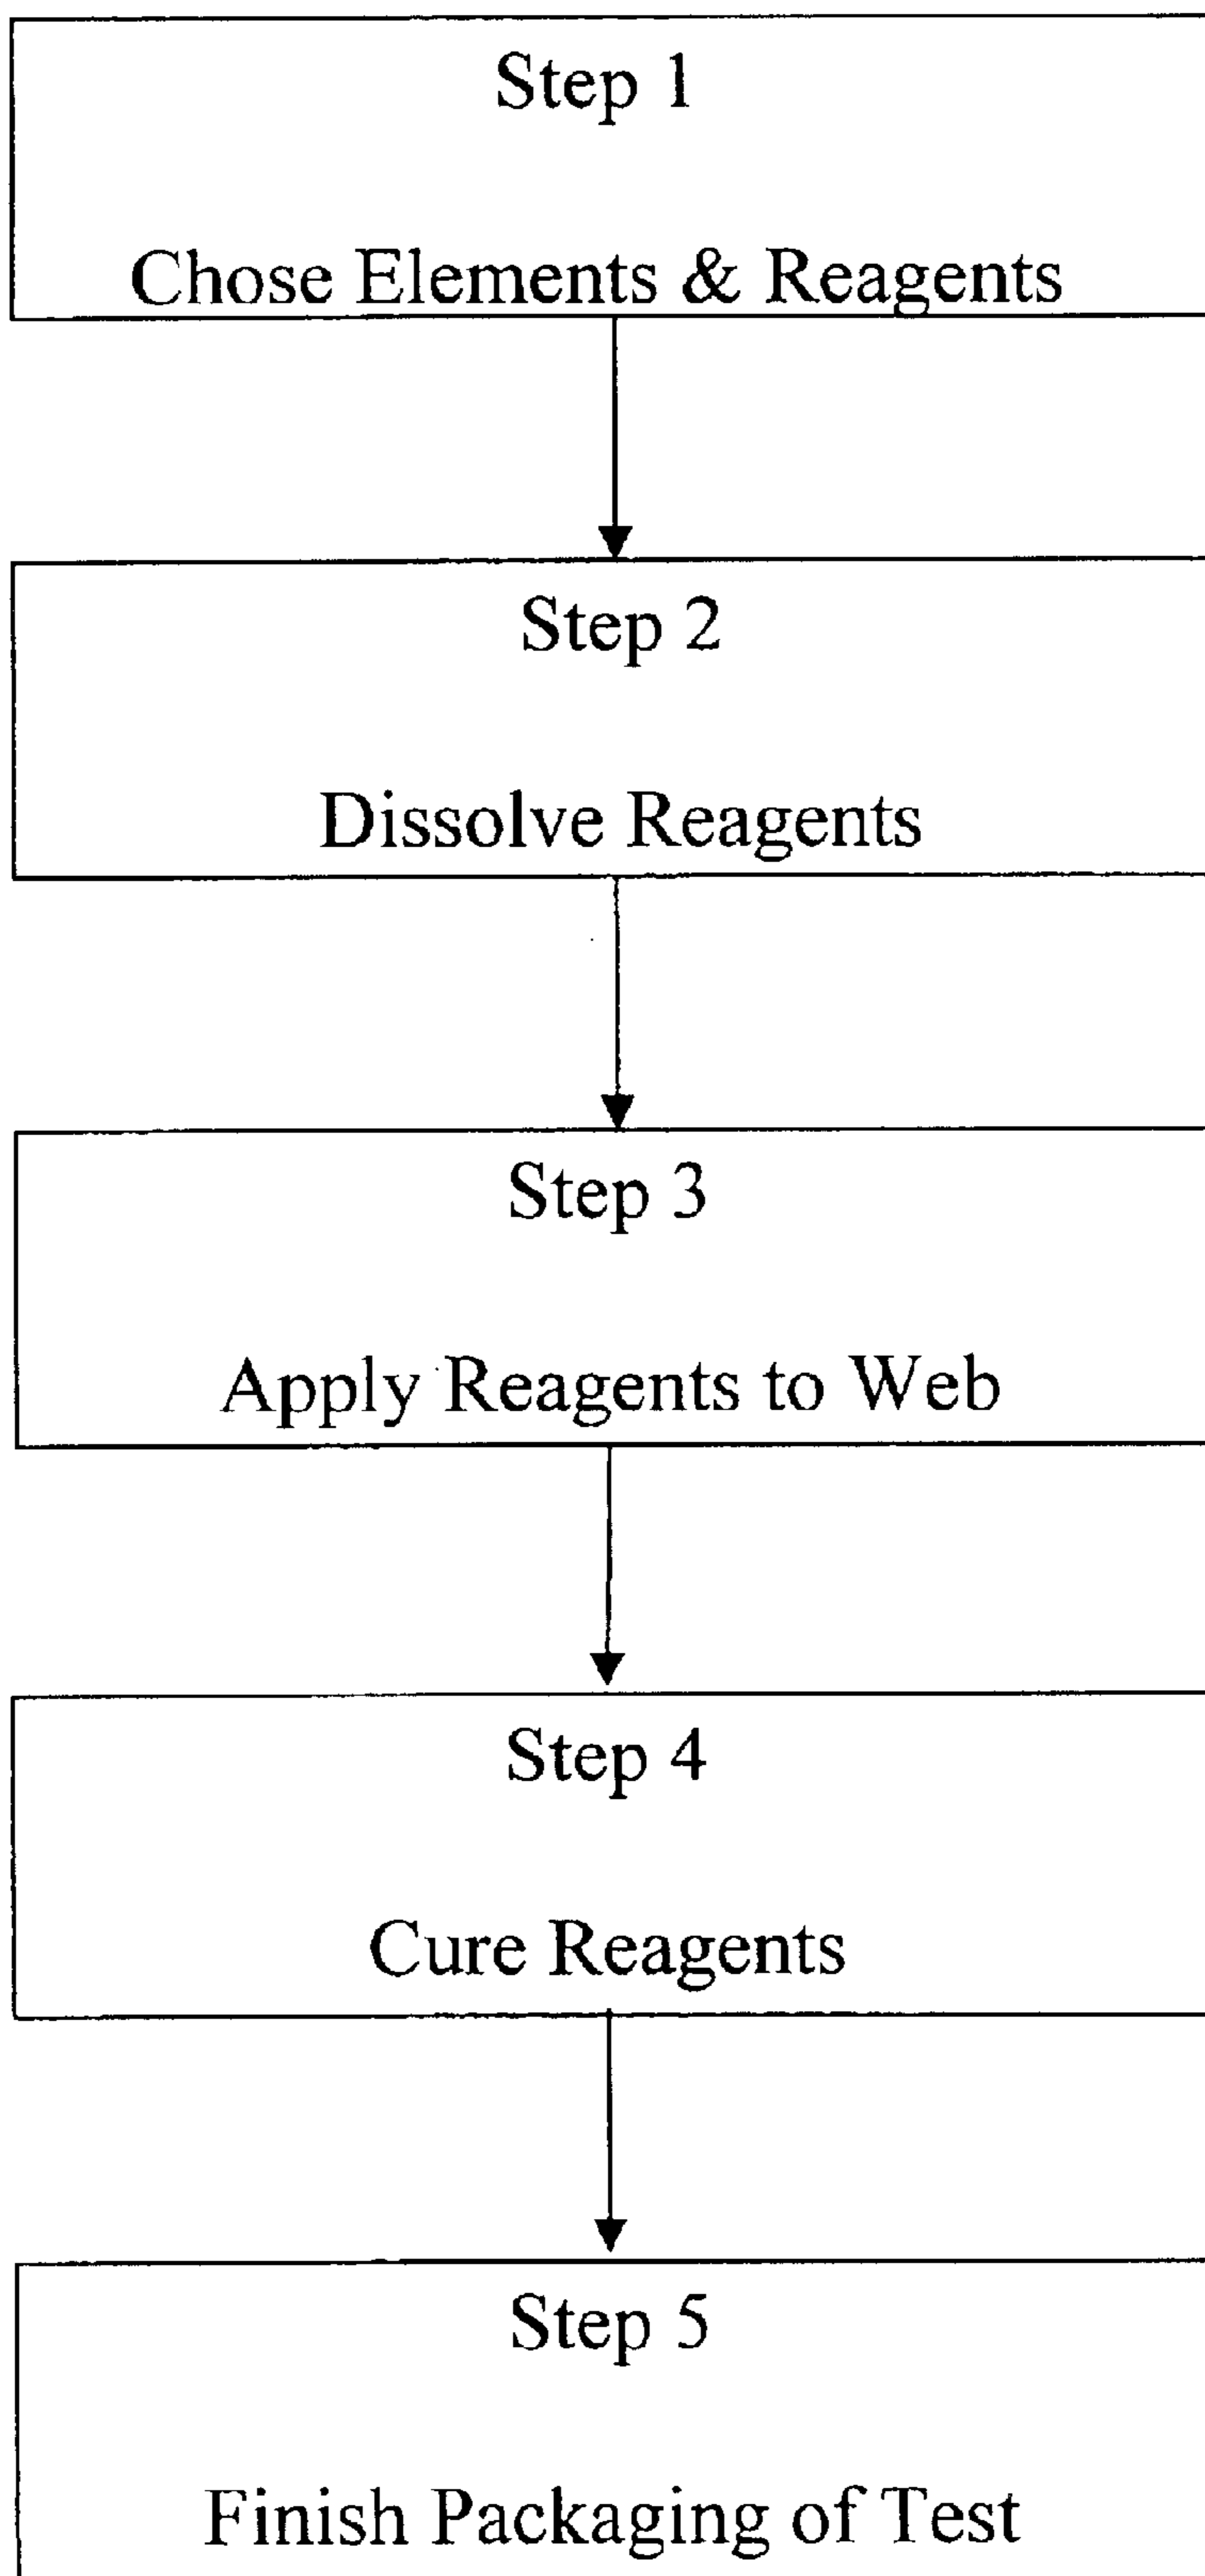 Step 1
Chose Elements & Reagents
Step 2
Dissolve Reagents
Step 3
Apply Reagents to Web
Step 4
Cure Reagents
Step 5
Finish Packaging of Test